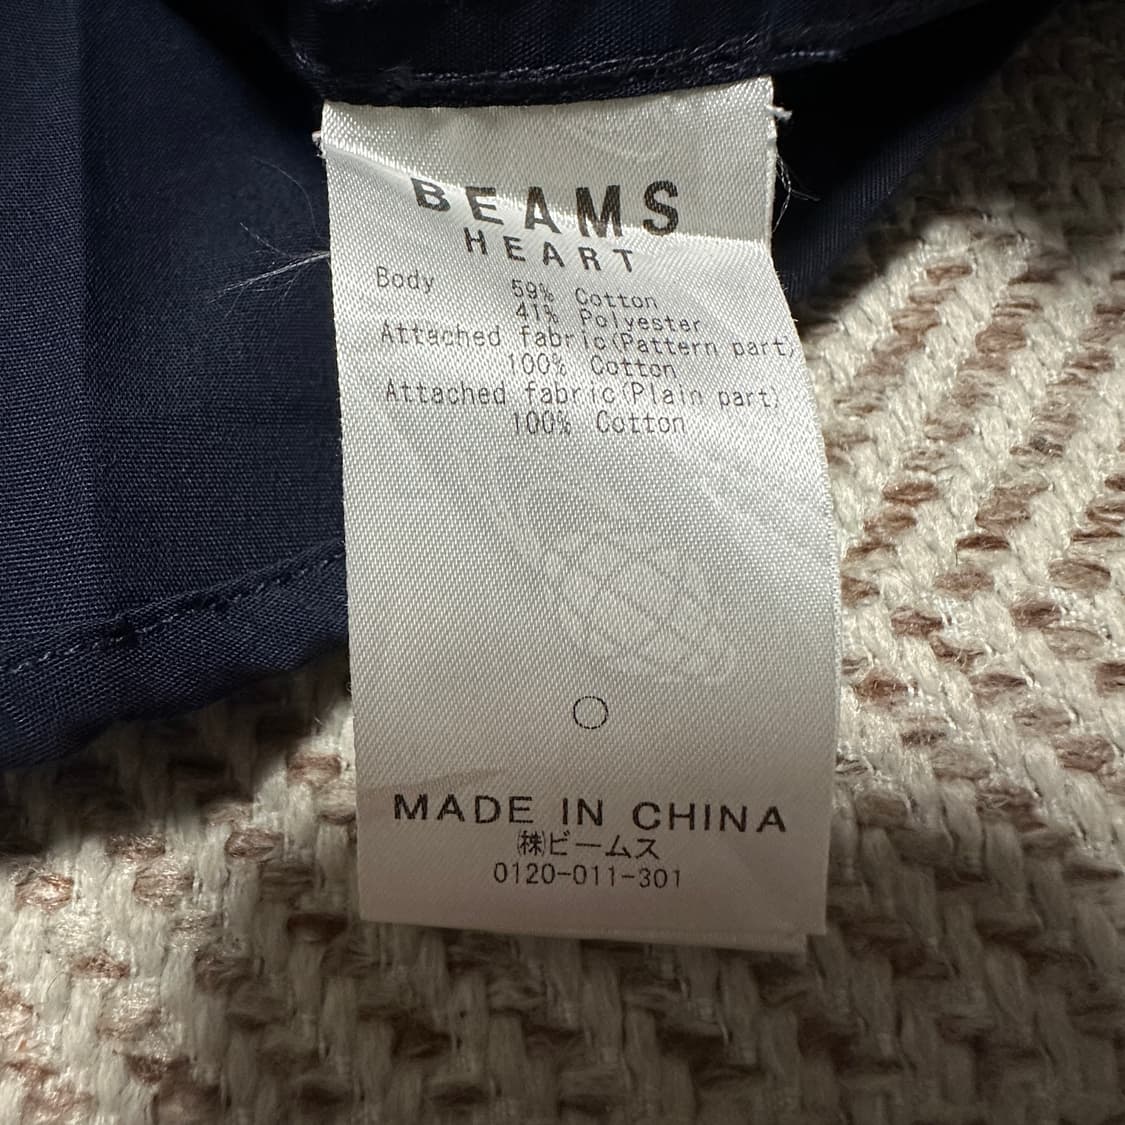 BEAMS
HEART
Body 59% Cotton
41% Polyester
Attached fabric(Pattern part)
100% Cotton
Attached fabric(Plain part)
100% Cotton
MADE IN CHINA
㈱ビームス
0120-011-301